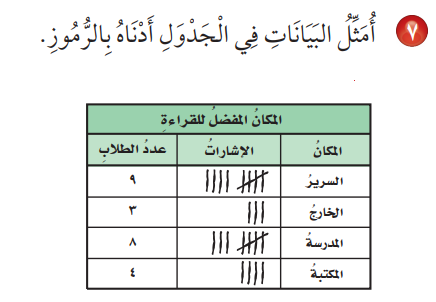 ٧ أُمَثِّلُ البَيَانَاتِ فِي الْجَدْوَلِ أَدْنَاهُ بِالرُّمُوزِ.
المكانُ المفضلُ للقراءةِ
المكانُ الإشاراتُ عددُ الطلابِ
السريرُ ٩
الخارجُ ٣
المدرسةُ ٨
المكتبةُ ٤